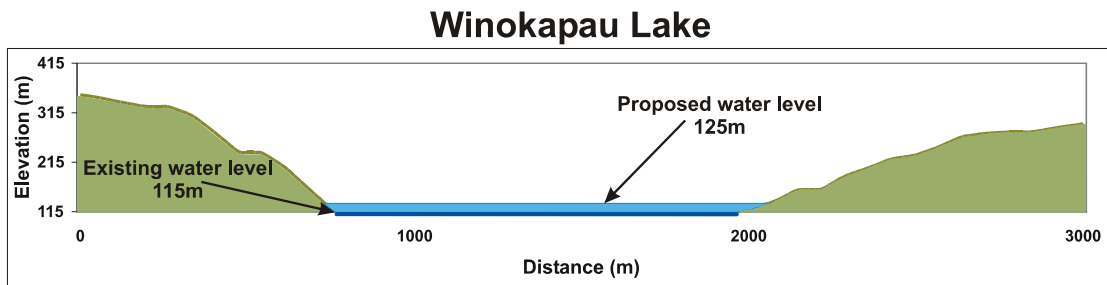 Winokapau Lake
415
315
215
115
Elevation (m)
Proposed water level
125m
Existing water level
115m
0 1000 2000 3000
Distance (m)